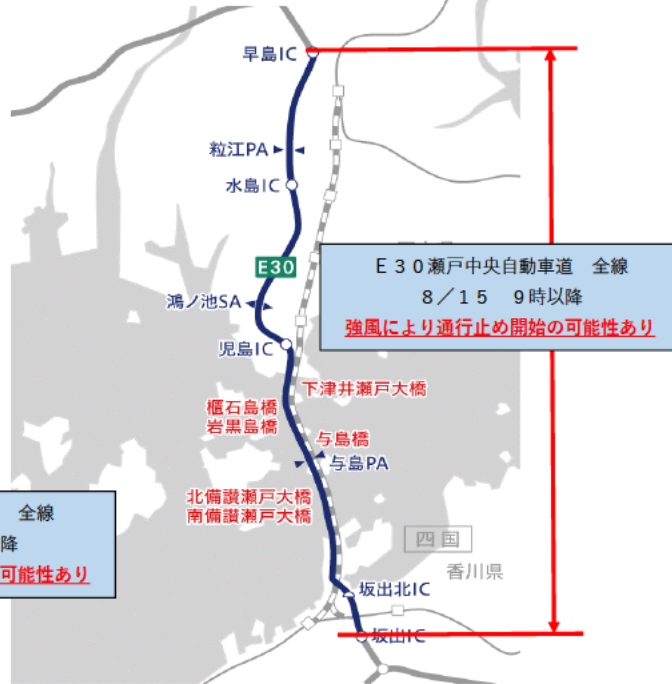 早島IC
粒江PA
水島IC
E30
E30瀬戸中央自動車道 全線
8/15 9時以降
強風により通行止め開始の可能性あり
鴻ノ池SA
児島IC
下津井瀬戸大橋
櫃石島橋
岩黒島橋
与島橋
与島PA
北備讃瀬戸大橋
南備讃瀬戸大橋
全線
降
可能性あり
四国
香川県
坂出北IC
坂出IC